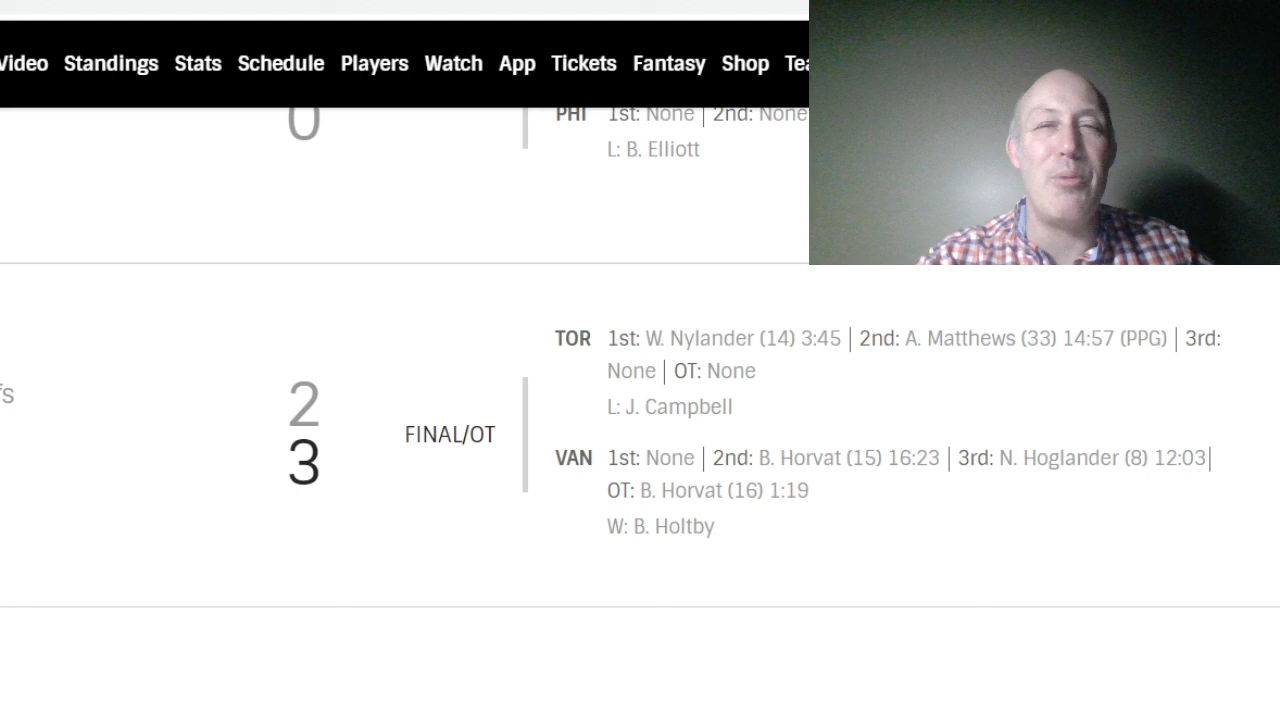 Video Standings Stats Schedule Players Watch App Tickets Fantasy Shop
0 PHI 1st: None | 2nd: None
L: B. Elliott
TOR 1st: W. Nylander (14) 3:45 | 2nd: A. Matthews (33) 14:57 (PPG) | 3rd:
None | OT: None
fs 2
L: J. Campbell
FINAL/OT
3 VAN 1st: None | 2nd: B. Horvat (15) 16:23 | 3rd: N. Hoglander (8) 12:03|
OT: B. Horvat (16) 1:19
W: B. Holtby